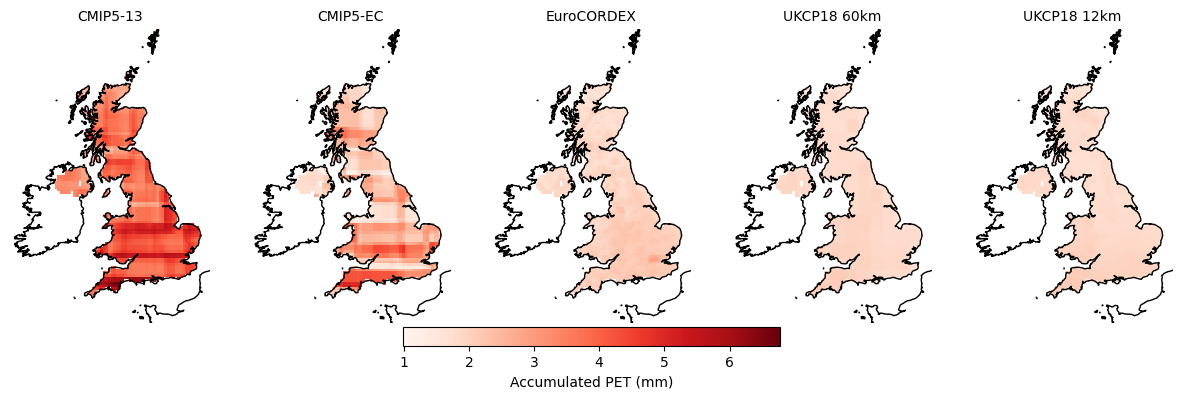 CMIP5-13 CMIP5-EC EuroCORDEX UKCP18 60km UKCP18 12km
1 2 3 4 5 6
Accumulated PET (mm)